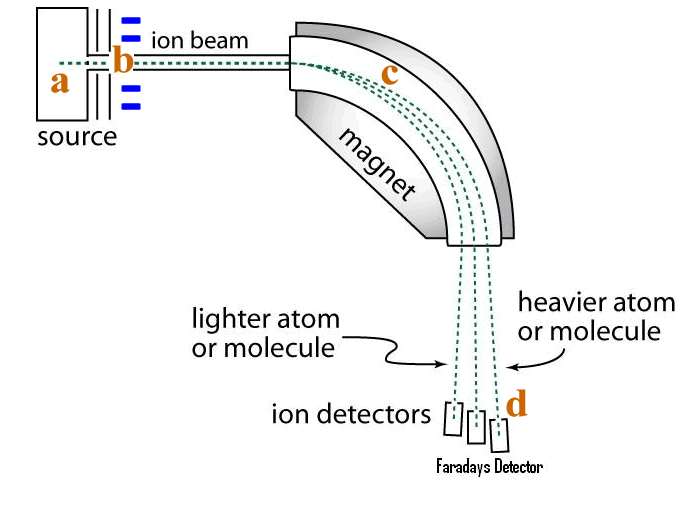 ion beam
a
b
c
source
magnet
lighter atom
or molecule
heavier atom
or molecule
d
ion detectors
Faradays Detector